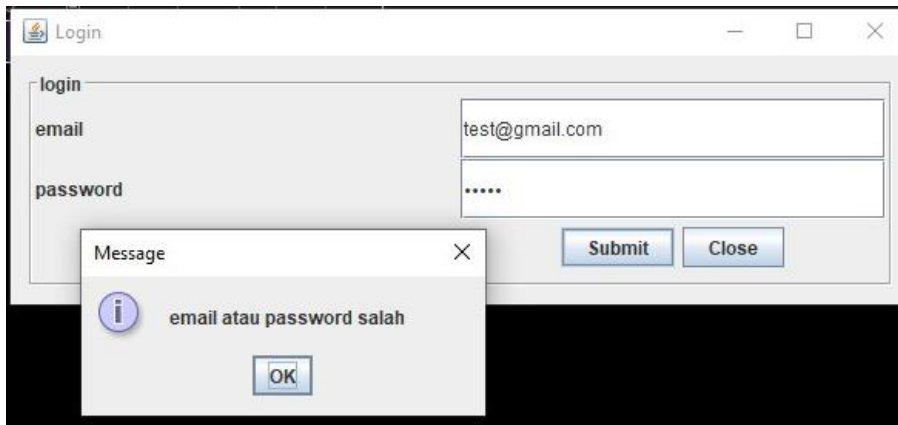 Login
login
email
test@gmail.com
password
•••••
Submit
Close
Message
i
email atau password salah
OK